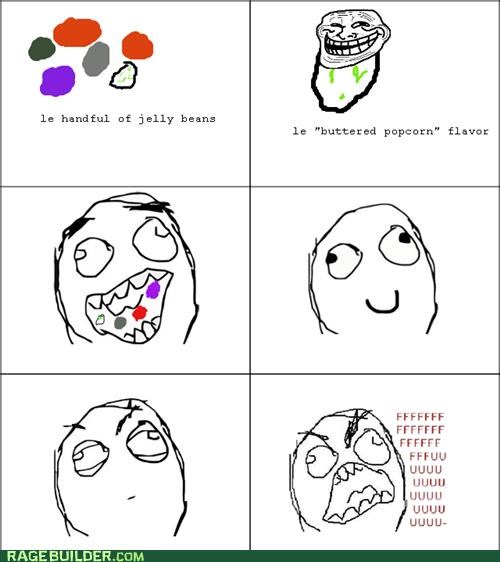 le handful of jelly beans
le "buttered popcorn" flavor
FFFFFFF
FFFFFFF
FFFFFF
FFFUU
UUUU
UUUU
UUUU
UUUU
UUUU-
RAGEBUILDER.COM